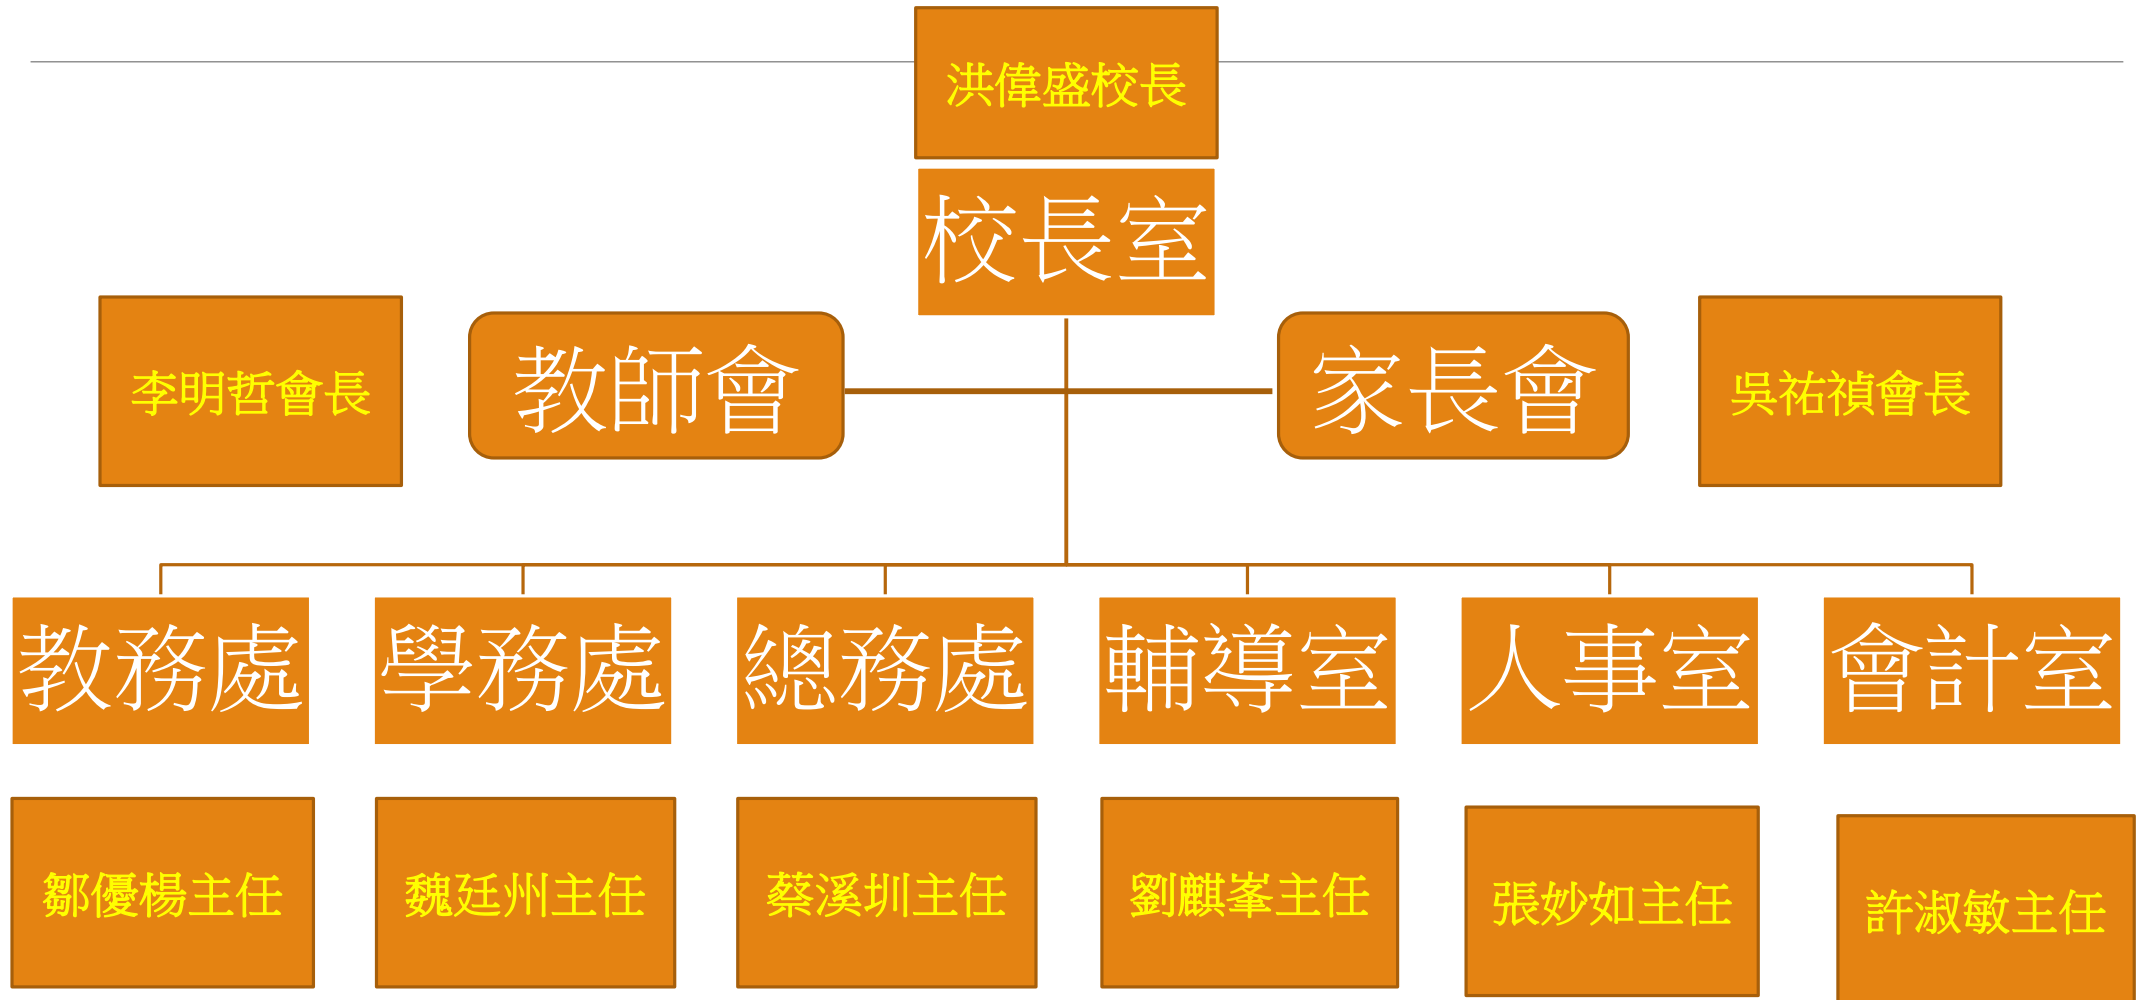 洪偉盛校長
校長室
李明哲會長
教師會
家長會
吳祐禎會長
教務處
學務處
總務處
輔導室
人事室
會計室
鄒優楊主任
魏廷州主任
蔡溪圳主任
劉麒峯主任
張妙如主任
許淑敏主任